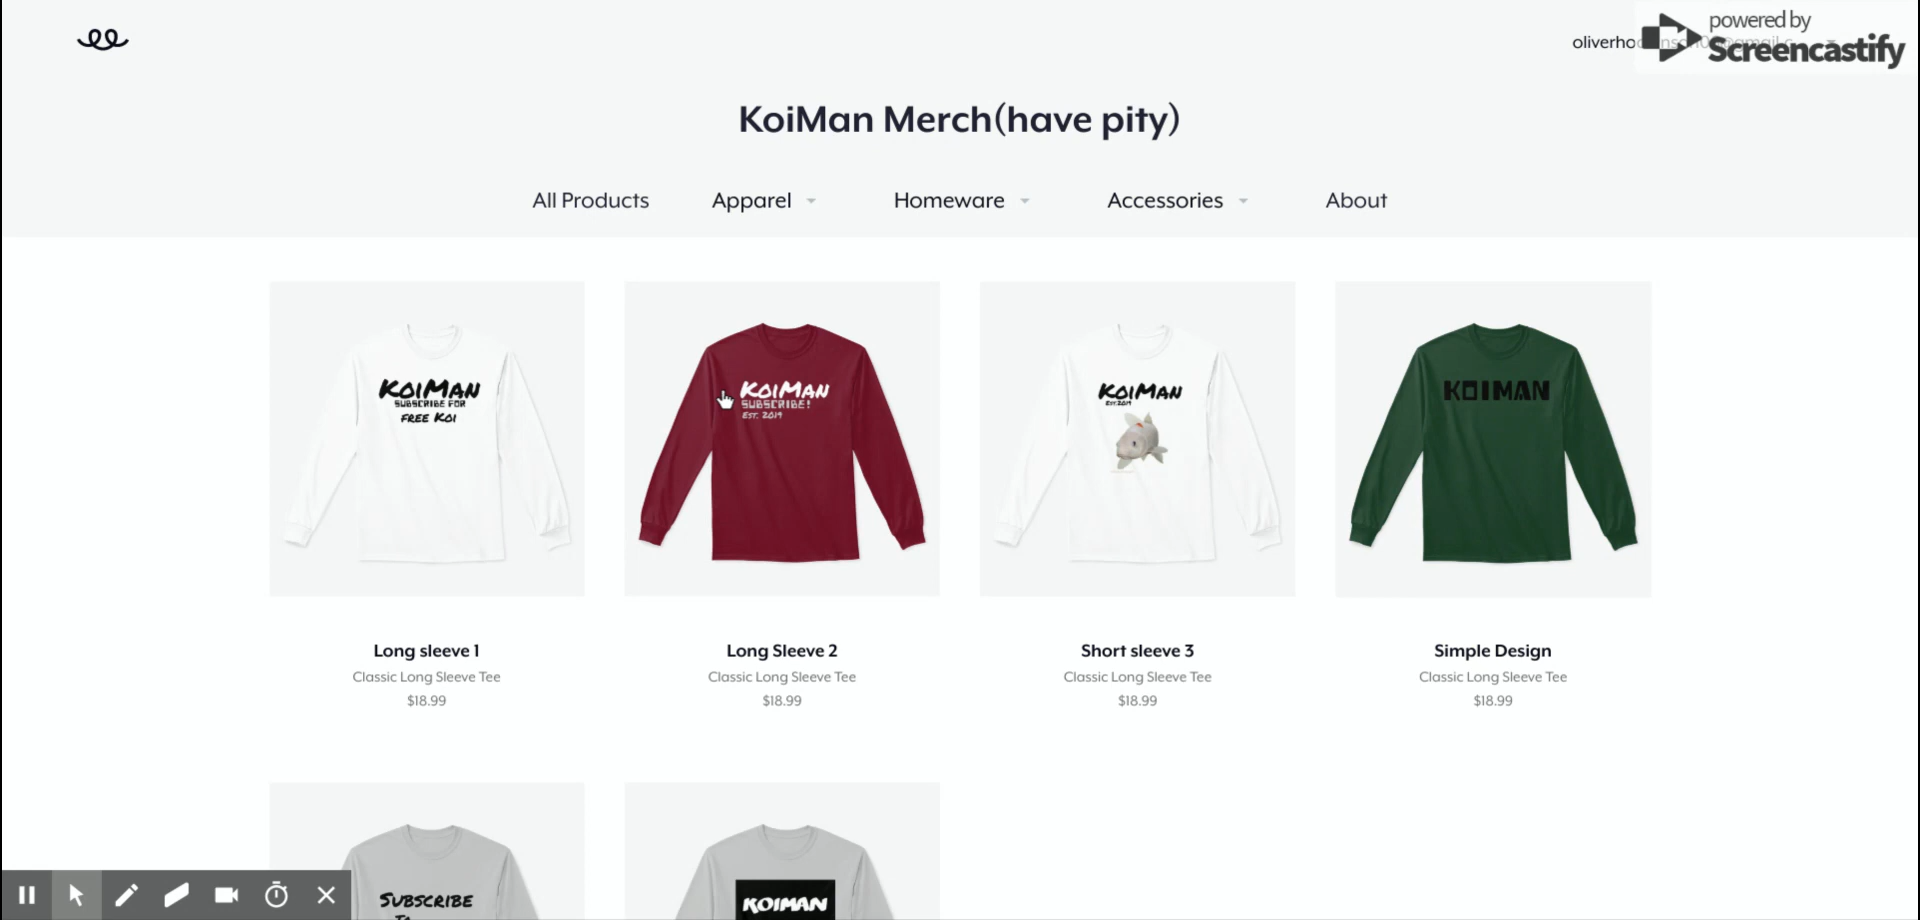 powered by
Screencastify
KoiMan Merch(have pity)
All Products
Apparel
Homeware
Accessories
About
KOIMAN
SUBSCRIBE FOR
FREE KOI
KOIMAN
SUBSCRIBE!
EST. 2019
KOIMAN
EST.2019
KOIMAN
Long sleeve 1
Classic Long Sleeve Tee
$18.99
Long Sleeve 2
Classic Long Sleeve Tee
$18.99
Short sleeve 3
Classic Long Sleeve Tee
$18.99
Simple Design
Classic Long Sleeve Tee
$18.99
SUBSCRIBE
KOIMAN